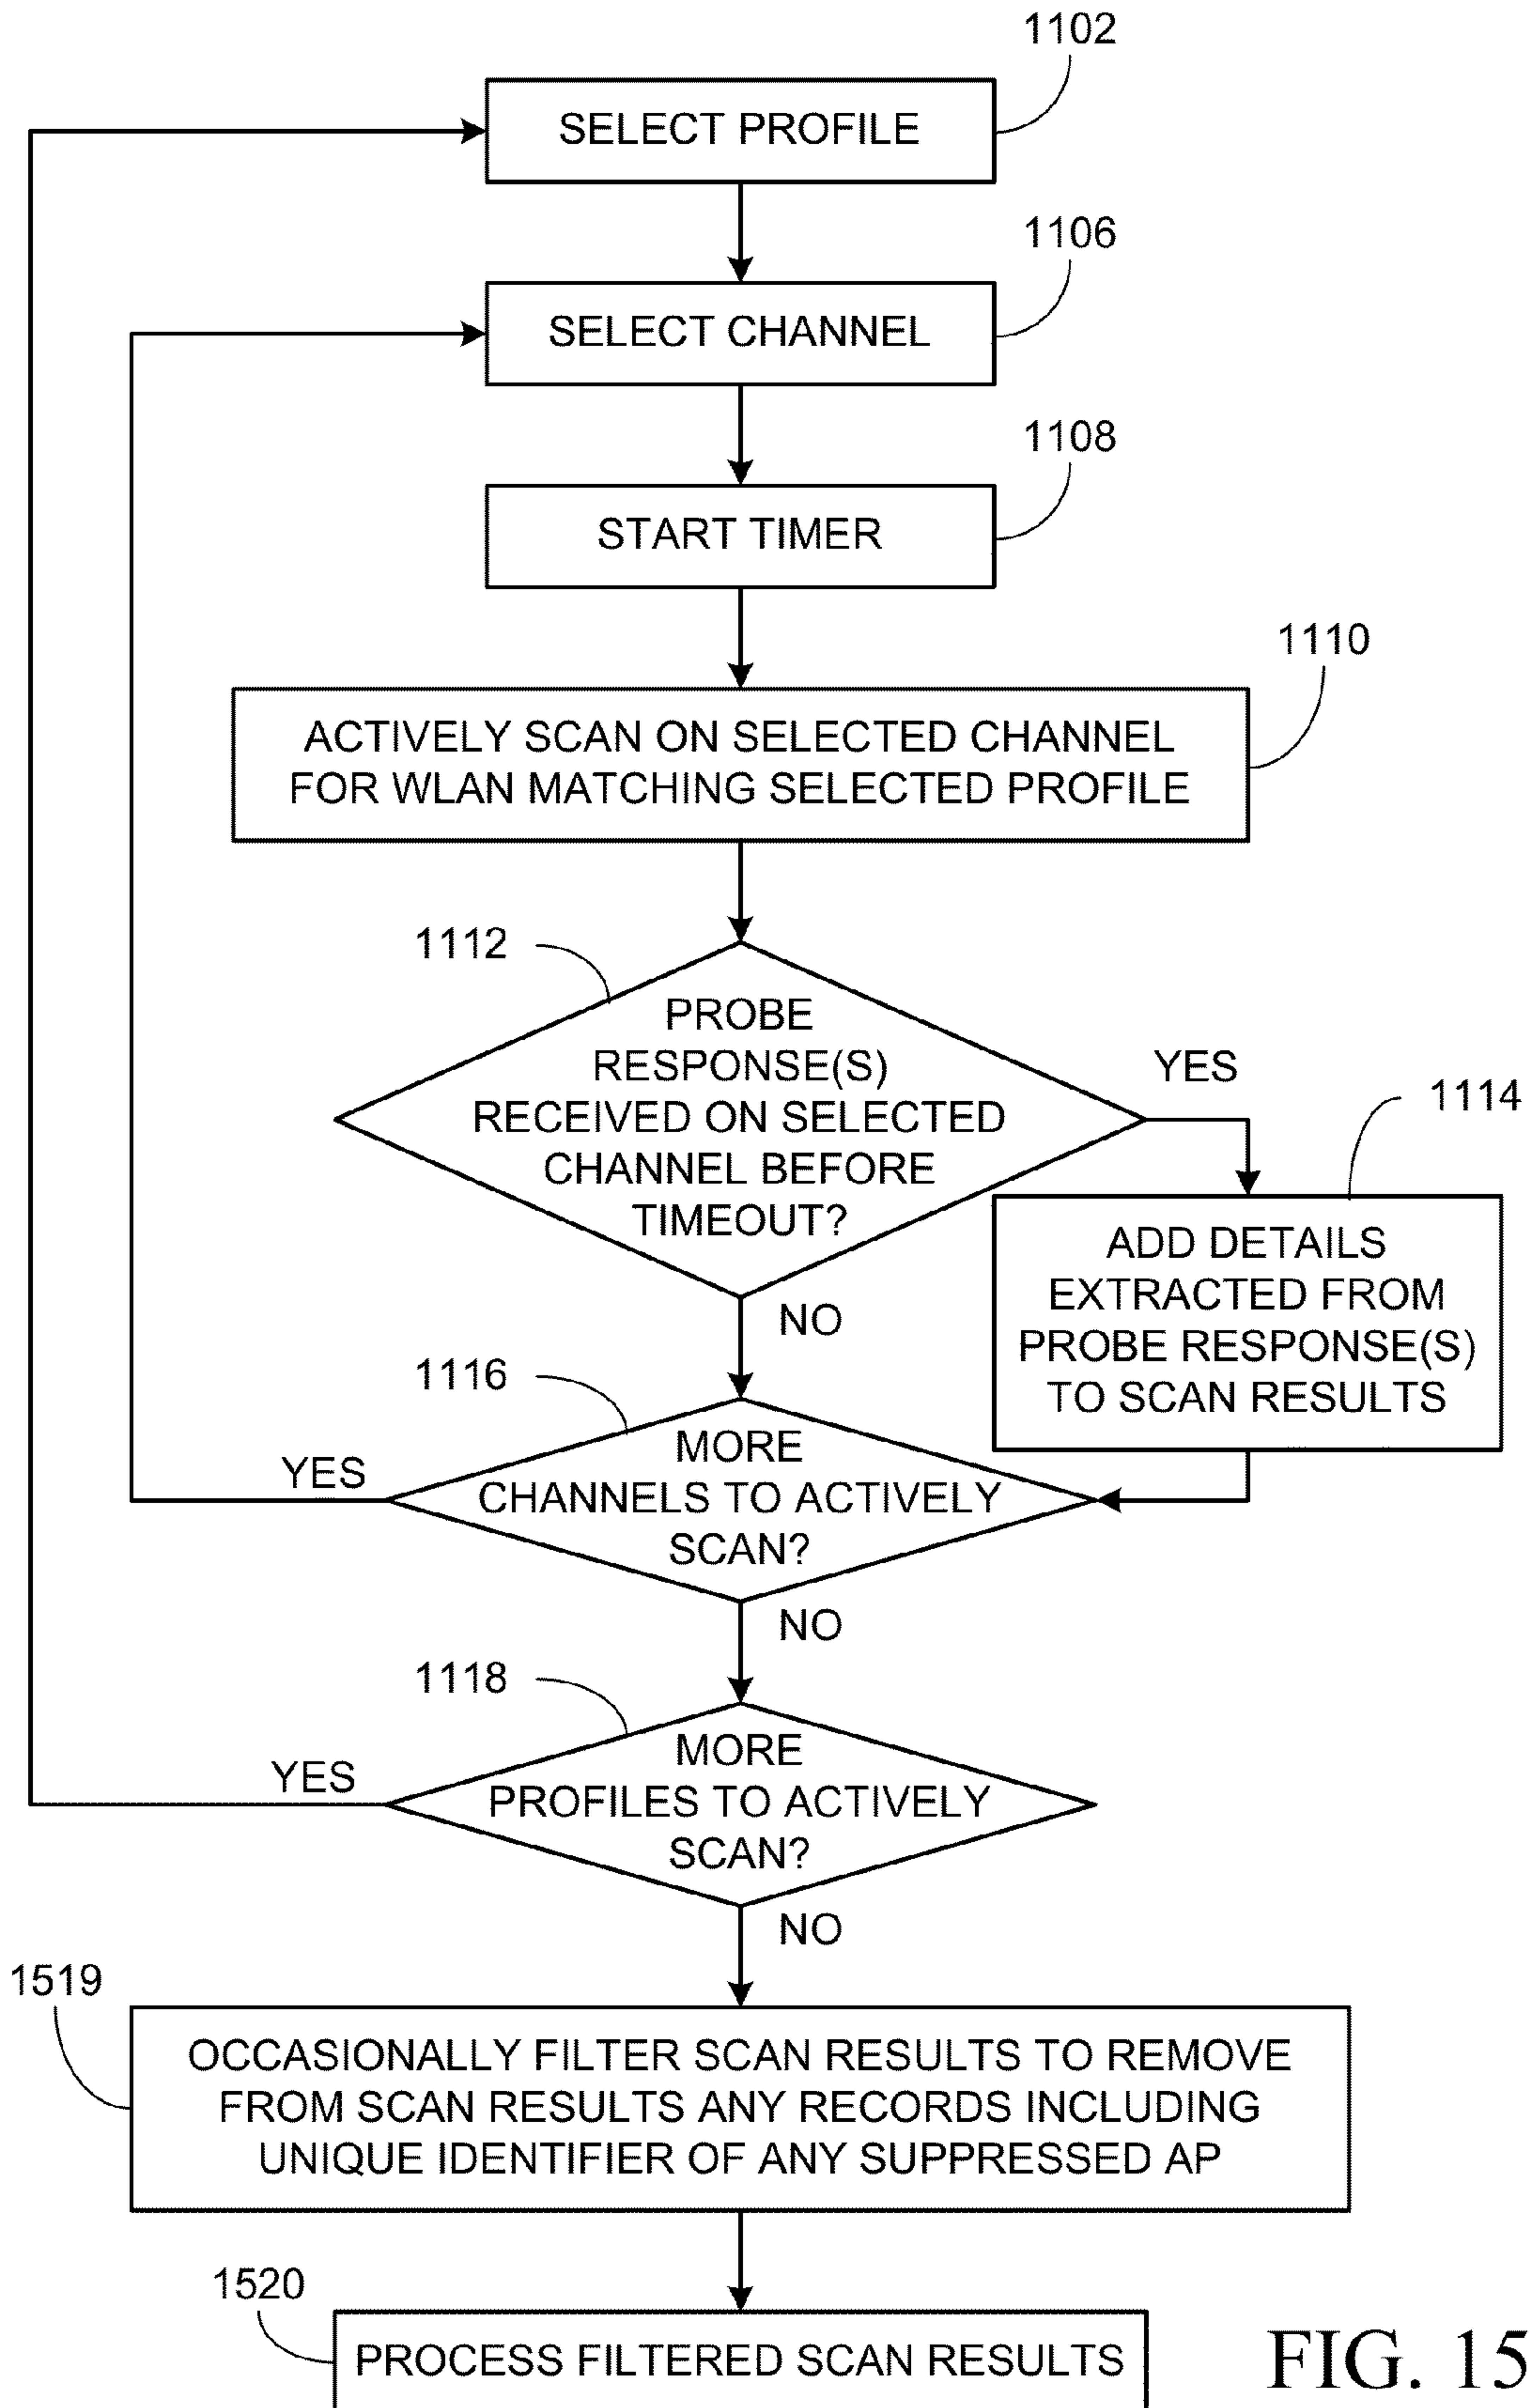 1102
SELECT PROFILE
1106
SELECT CHANNEL
1108
START TIMER
1110
ACTIVELY SCAN ON SELECTED CHANNEL
FOR WLAN MATCHING SELECTED PROFILE
1112
PROBE
RESPONSE(S)
RECEIVED ON SELECTED
CHANNEL BEFORE
TIMEOUT?
YES
1114
ADD DETAILS
EXTRACTED FROM
PROBE RESPONSE(S)
TO SCAN RESULTS
NO
1116
MORE
CHANNELS TO ACTIVELY
SCAN?
YES
NO
1118
MORE
PROFILES TO ACTIVELY
SCAN?
YES
NO
1519
OCCASIONALLY FILTER SCAN RESULTS TO REMOVE
FROM SCAN RESULTS ANY RECORDS INCLUDING
UNIQUE IDENTIFIER OF ANY SUPPRESSED AP
1520
PROCESS FILTERED SCAN RESULTS
FIG. 15